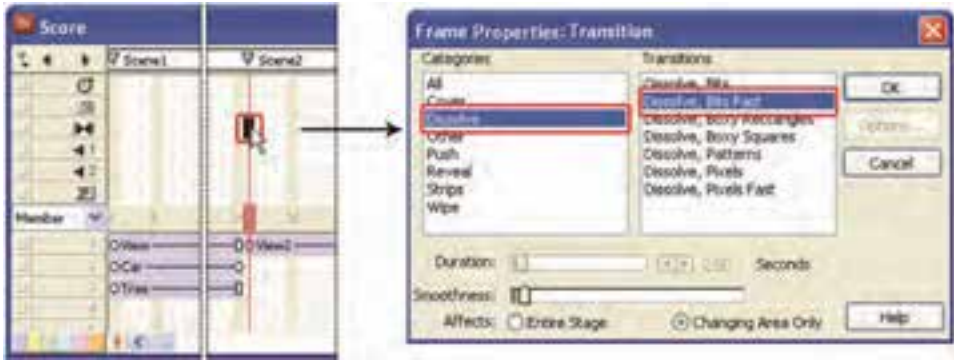 Score
Scene1 Scene2
Member
View View2
Car
Tree
Frame Properties: Transition
Categories
All
Cover
Dissolve
Other
Push
Reveal
Strips
Wipe
Transitions
Dissolve, Bits
Dissolve, Bits Fast
Dissolve, Boxy Rectangles
Dissolve, Boxy Squares
Dissolve, Patterns
Dissolve, Pixels
Dissolve, Pixels Fast
OK
Options...
Cancel
Duration: Seconds
Smoothness:
Affects: Entire Stage Changing Area Only
Help